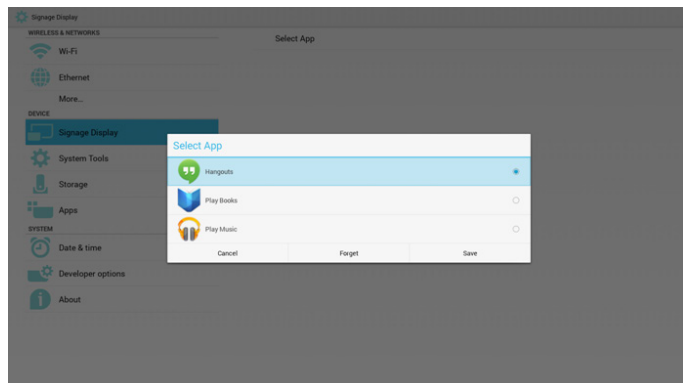 Signage Display
WIRELESS & NETWORKS
Select App
Wi-Fi
Ethernet
More...
DEVICE
Signage Display
System Tools
Storage
Apps
SYSTEM
Date & time
Developer options
About
Select App
Hangouts
Play Books
Play Music
Cancel Forget Save